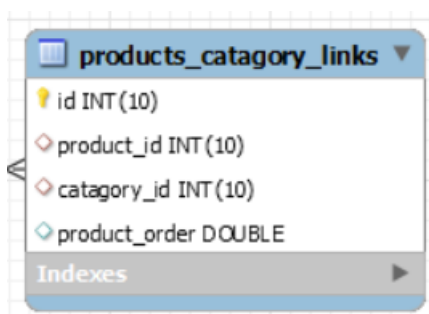 products_catagory_links
id INT(10)
product_id INT(10)
catagory_id INT(10)
product_order DOUBLE
Indexes